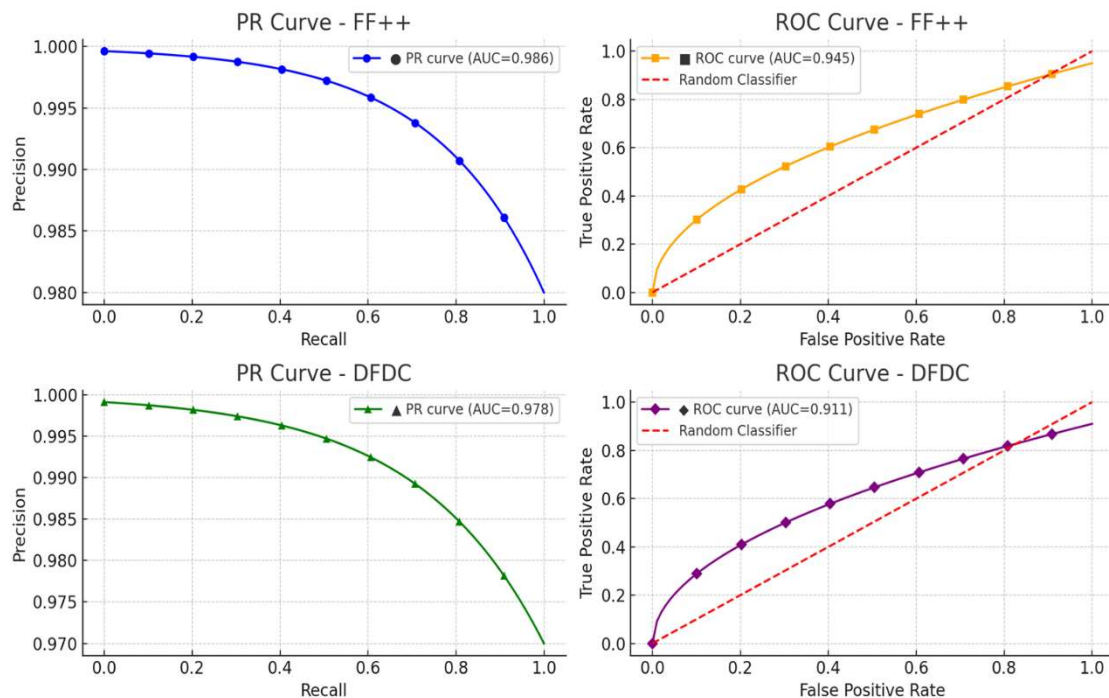 PR Curve - FF++
1.000
0.995
0.990
0.985
0.980
Precision
● PR curve (AUC=0.986)
0.0 0.2 0.4 0.6 0.8 1.0
Recall
ROC Curve - FF++
1.0
0.8
0.6
0.4
0.2
0.0
True Positive Rate
■ ROC curve (AUC=0.945)
Random Classifier
0.0 0.2 0.4 0.6 0.8 1.0
False Positive Rate
PR Curve - DFDC
1.000
0.995
0.990
0.985
0.980
0.975
0.970
Precision
▲ PR curve (AUC=0.978)
0.0 0.2 0.4 0.6 0.8 1.0
Recall
ROC Curve - DFDC
1.0
0.8
0.6
0.4
0.2
0.0
True Positive Rate
◆ ROC curve (AUC=0.911)
Random Classifier
0.0 0.2 0.4 0.6 0.8 1.0
False Positive Rate